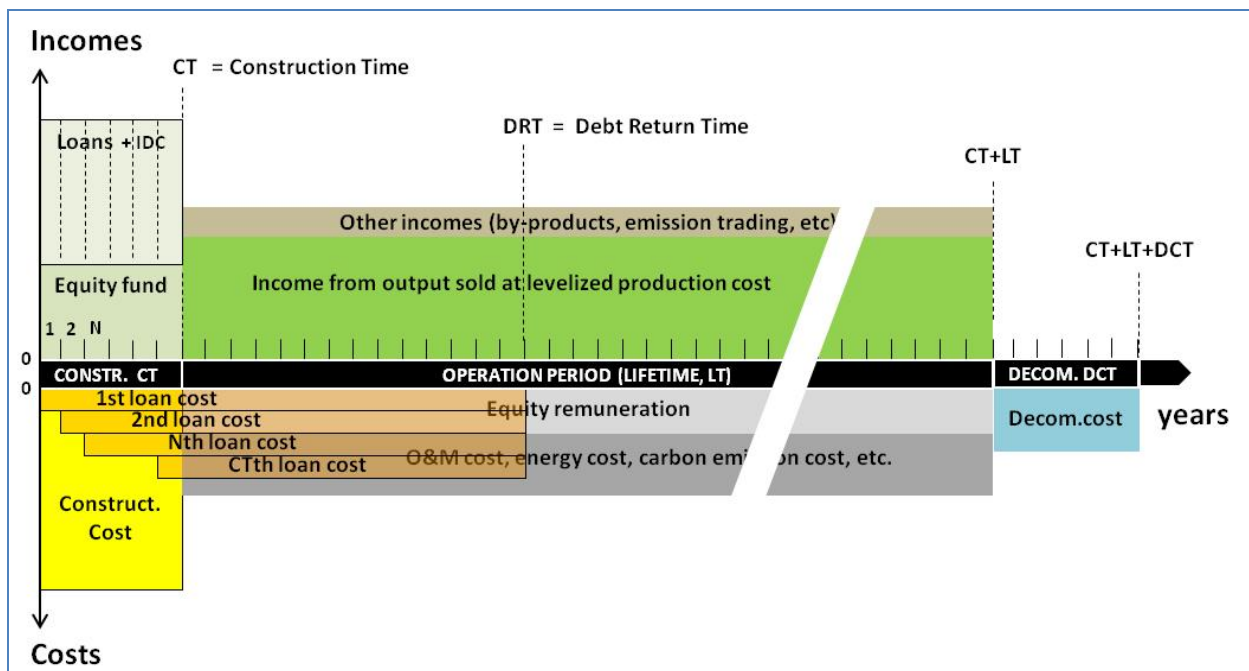 Incomes
CT = Construction Time
DRT = Debt Return Time
Loans + IDC
CT+LT
Other incomes (by-products, emission trading, etc)
CT+LT+DCT
Equity fund
Income from output sold at levelized production cost
1 2 N
0
CONSTR. CT
OPERATION PERIOD (LIFETIME, LT)
DECOM. DCT
0
1st loan cost
Equity remuneration
2nd loan cost
Decom.cost
years
Nth loan cost
O&M cost, energy cost, carbon emission cost, etc.
CTth loan cost
Construct.
Cost
Costs